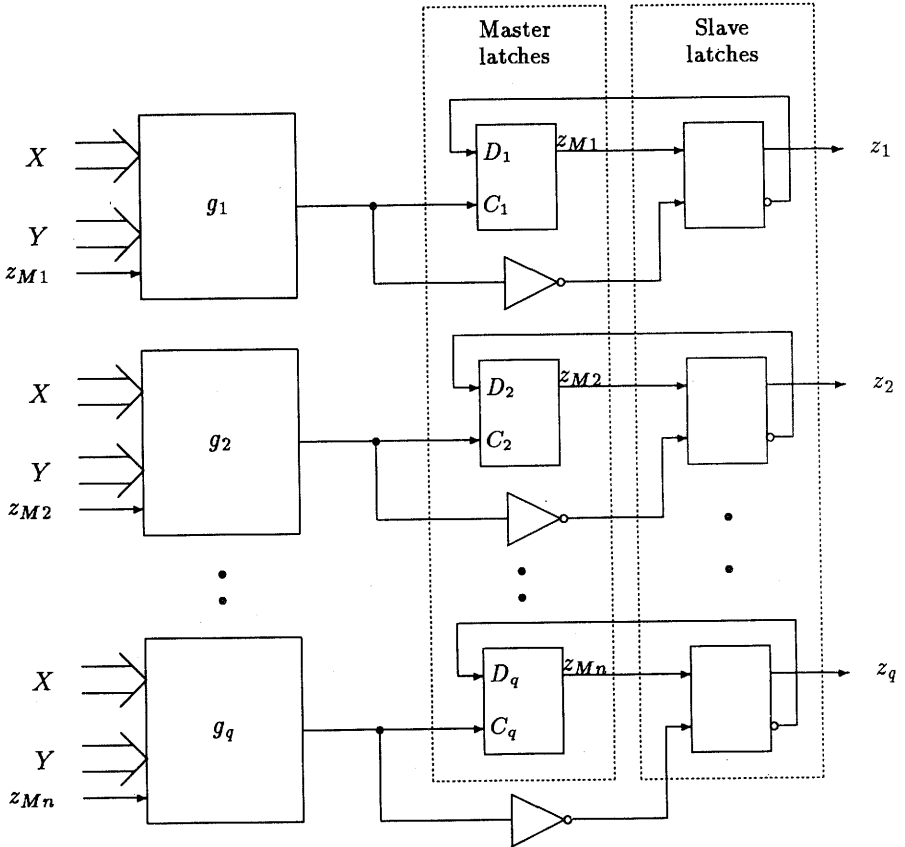 Master latches
Slave latches
X
Y
z_{M1}
g_1
D_1
C_1
z_{M1}
z_1
X
Y
z_{M2}
g_2
D_2
C_2
z_{M2}
z_2
X
Y
z_{Mn}
g_q
D_q
C_q
z_{Mn}
z_q